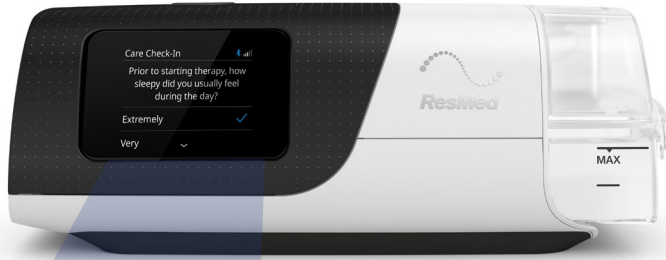 Care Check-In
Prior to starting therapy, how
sleepy did you usually feel
during the day?
Extremely
Very
ResMed
MAX